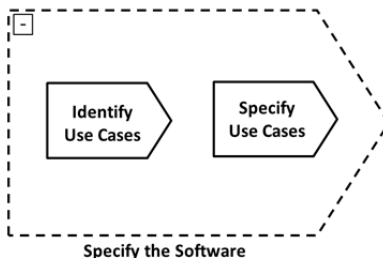 -
Identify
Use Cases
Specify
Use Cases
Specify the Software